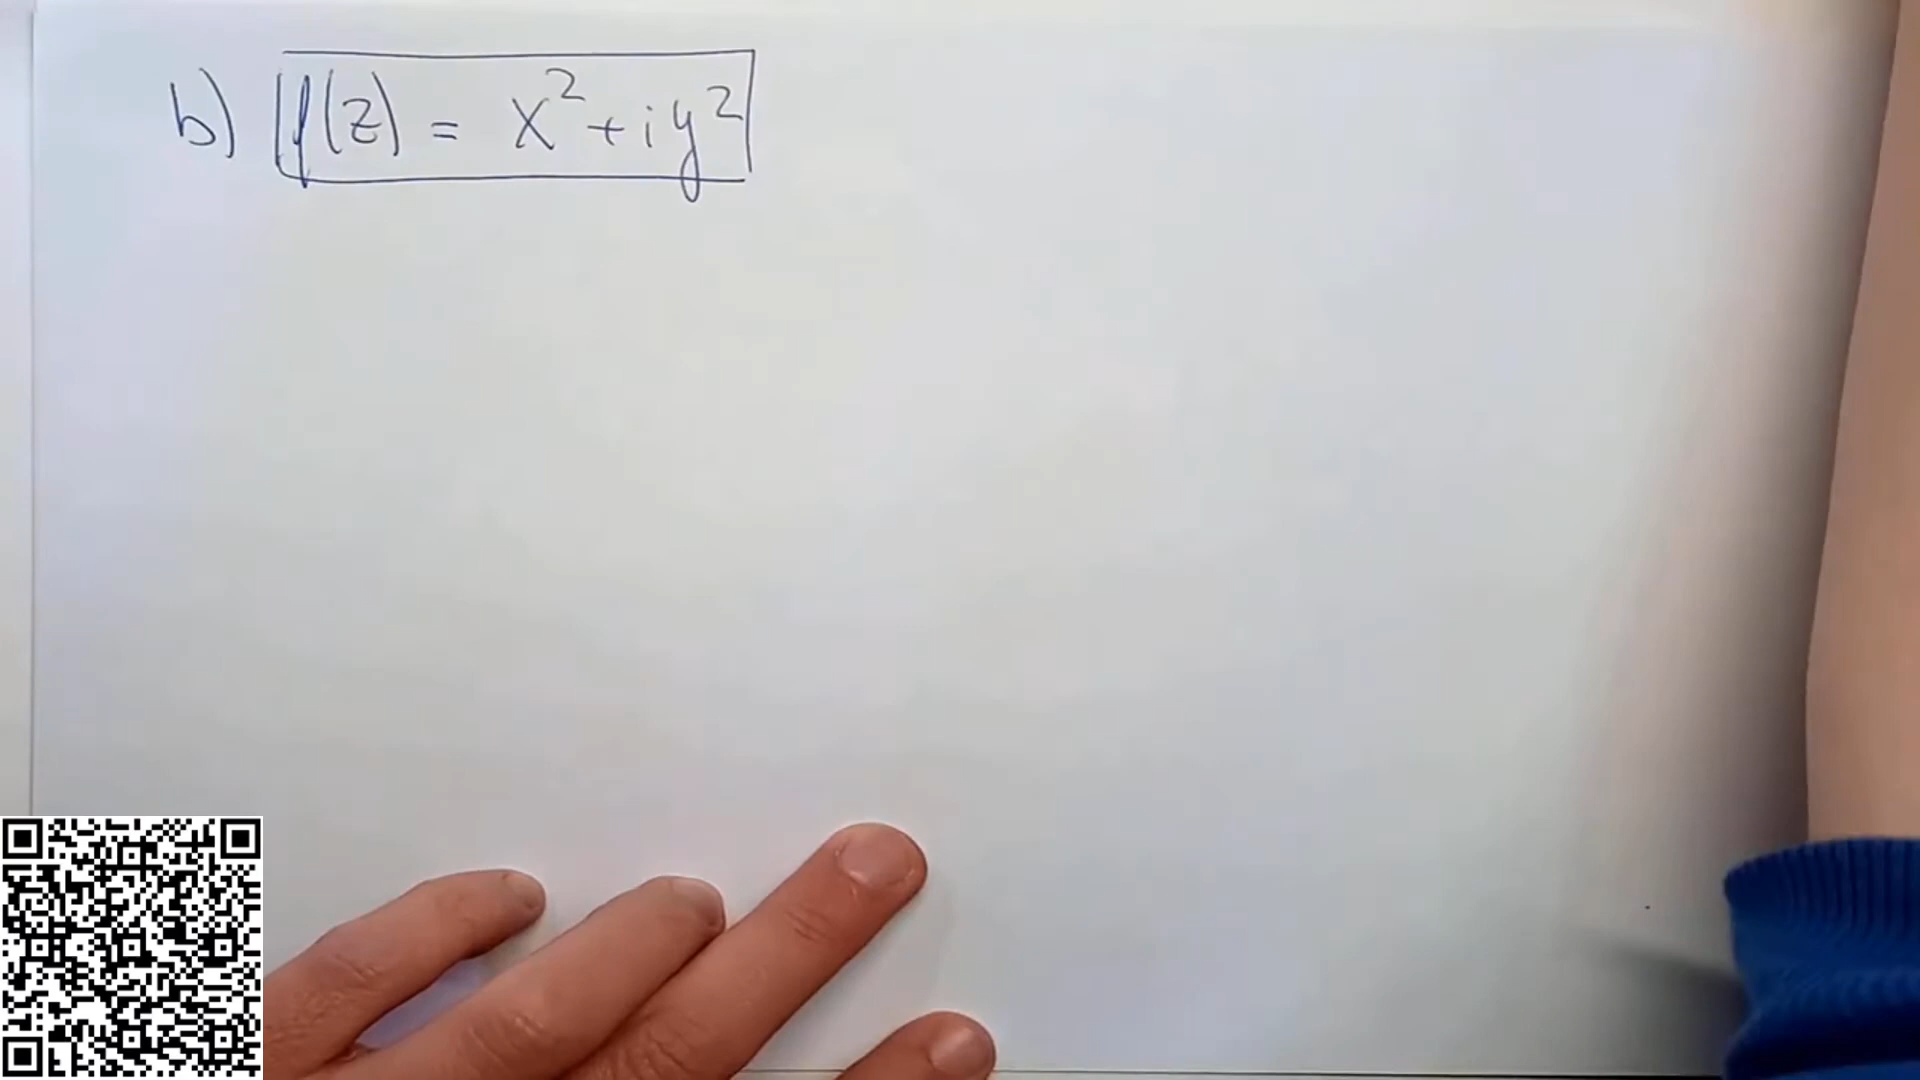 b) f(z) = x² + iy²